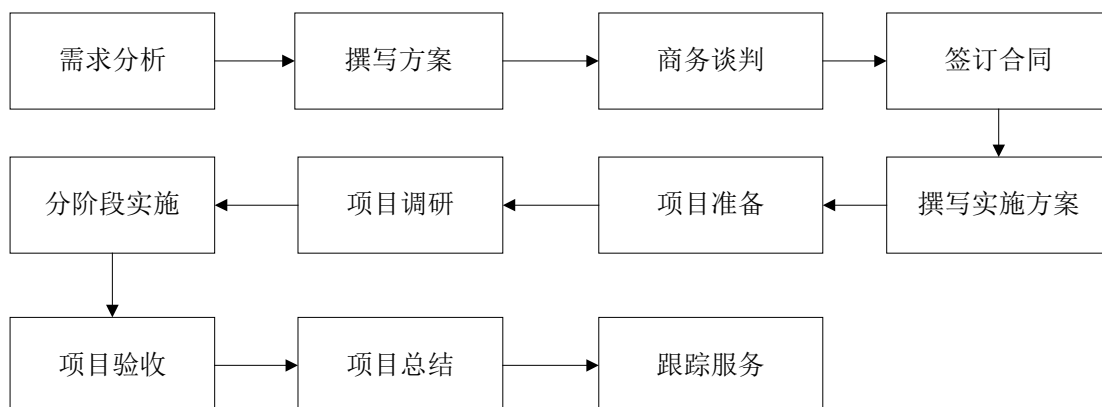 需求分析
撰写方案
商务谈判
签订合同
撰写实施方案
项目准备
项目调研
分阶段实施
项目验收
项目总结
跟踪服务